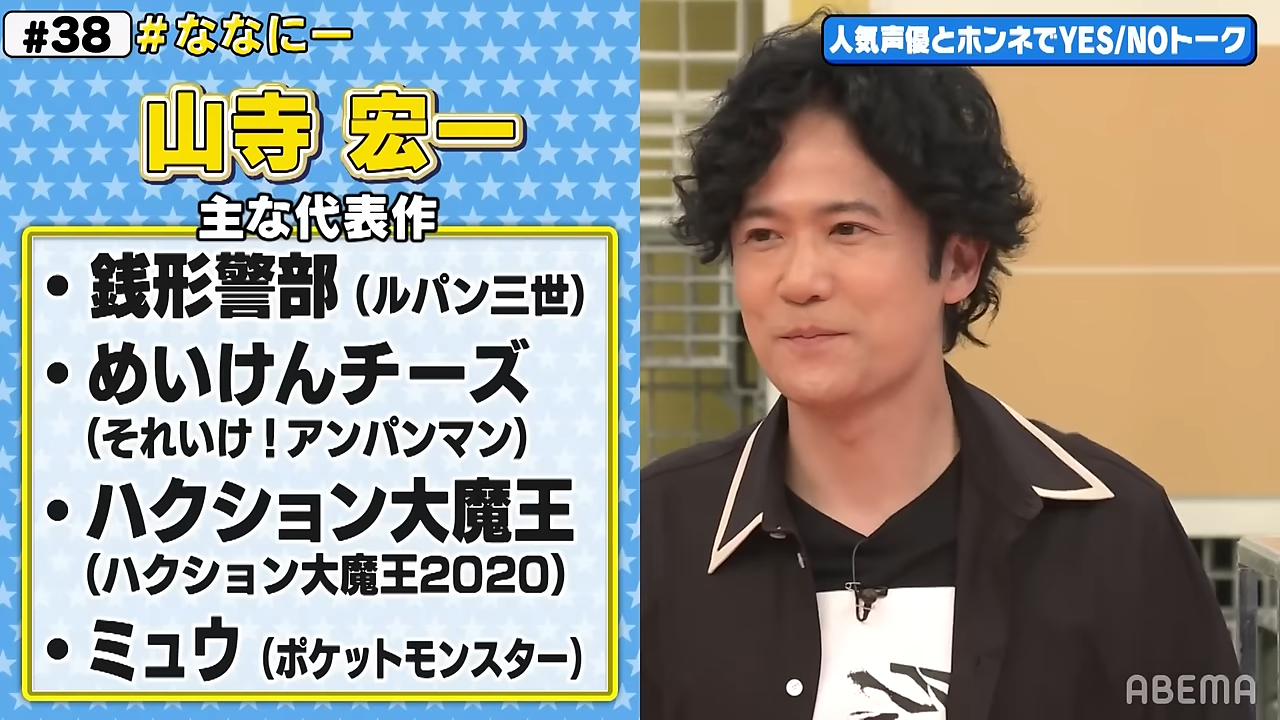 #38
#ななにー
人気声優とホンネでYES/NOトーク
山寺 宏一
主な代表作
・銭形警部(ルパン三世)
・めいけんチーズ
(それいけ!アンパンマン)
・ハクション大魔王
(ハクション大魔王2020)
・ミュウ(ポケットモンスター)
ABEMA